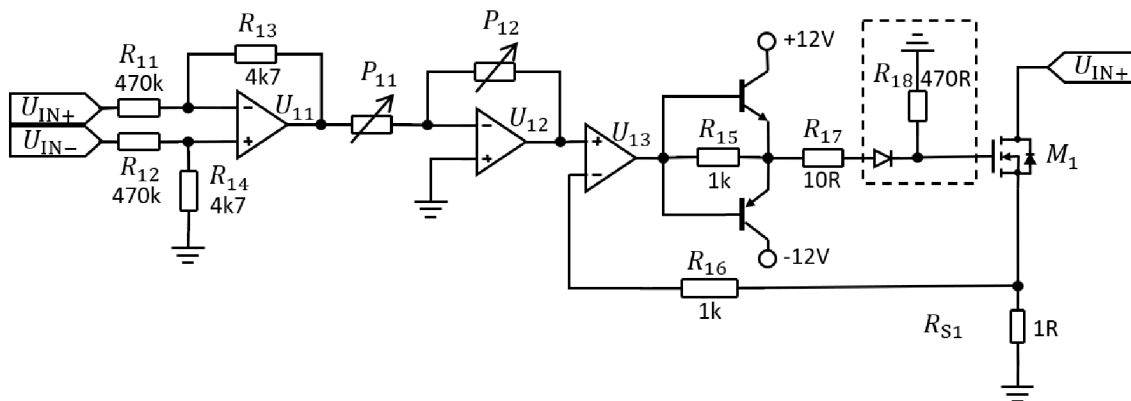 R13
4k7
P12
+12V
R11
470k
P11
R18 470R
UIN+
UIN+
U11
U12
U13
R15
1k
R17
10R
M1
UIN−
R12
470k
R14
4k7
-12V
R16
1k
RS1
1R